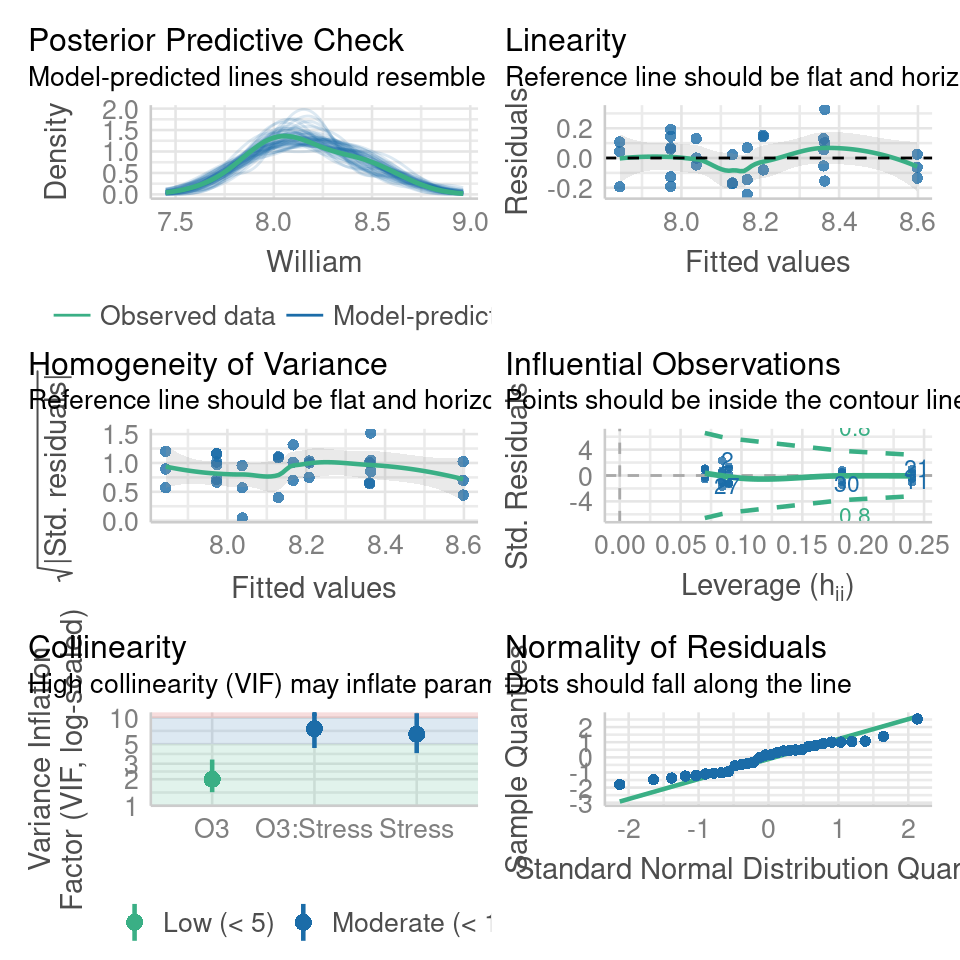 Posterior Predictive Check
Model-predicted lines should resemble
Density
2.0
1.5
1.0
0.5
0.0
7.5 8.0 8.5 9.0
William
Observed data Model-predict
Linearity
Reference line should be flat and horiz
Residuals
0.2
0.0
-0.2
8.0 8.2 8.4 8.6
Fitted values
Homogeneity of Variance
Reference line should be flat and horizo
√|Std. residuals|
1.5
1.0
0.5
0.0
8.0 8.2 8.4 8.6
Fitted values
Influential Observations
Points should be inside the contour line
Std. Residuals
4
0
-4
0.8
2
27
30
31
11
0.8
0.00 0.05 0.10 0.15 0.20 0.25
Leverage (hii)
Collinearity
High collinearity (VIF) may inflate param
Variance Inflation
Factor (VIF, log-scaled)
10
5
3
2
1
O3 O3:Stress Stress
Low (< 5) Moderate (< 1
Normality of Residuals
Dots should fall along the line
Sample Quantiles
2
1
0
-1
-2
-3
-2 -1 0 1 2
Standard Normal Distribution Quan